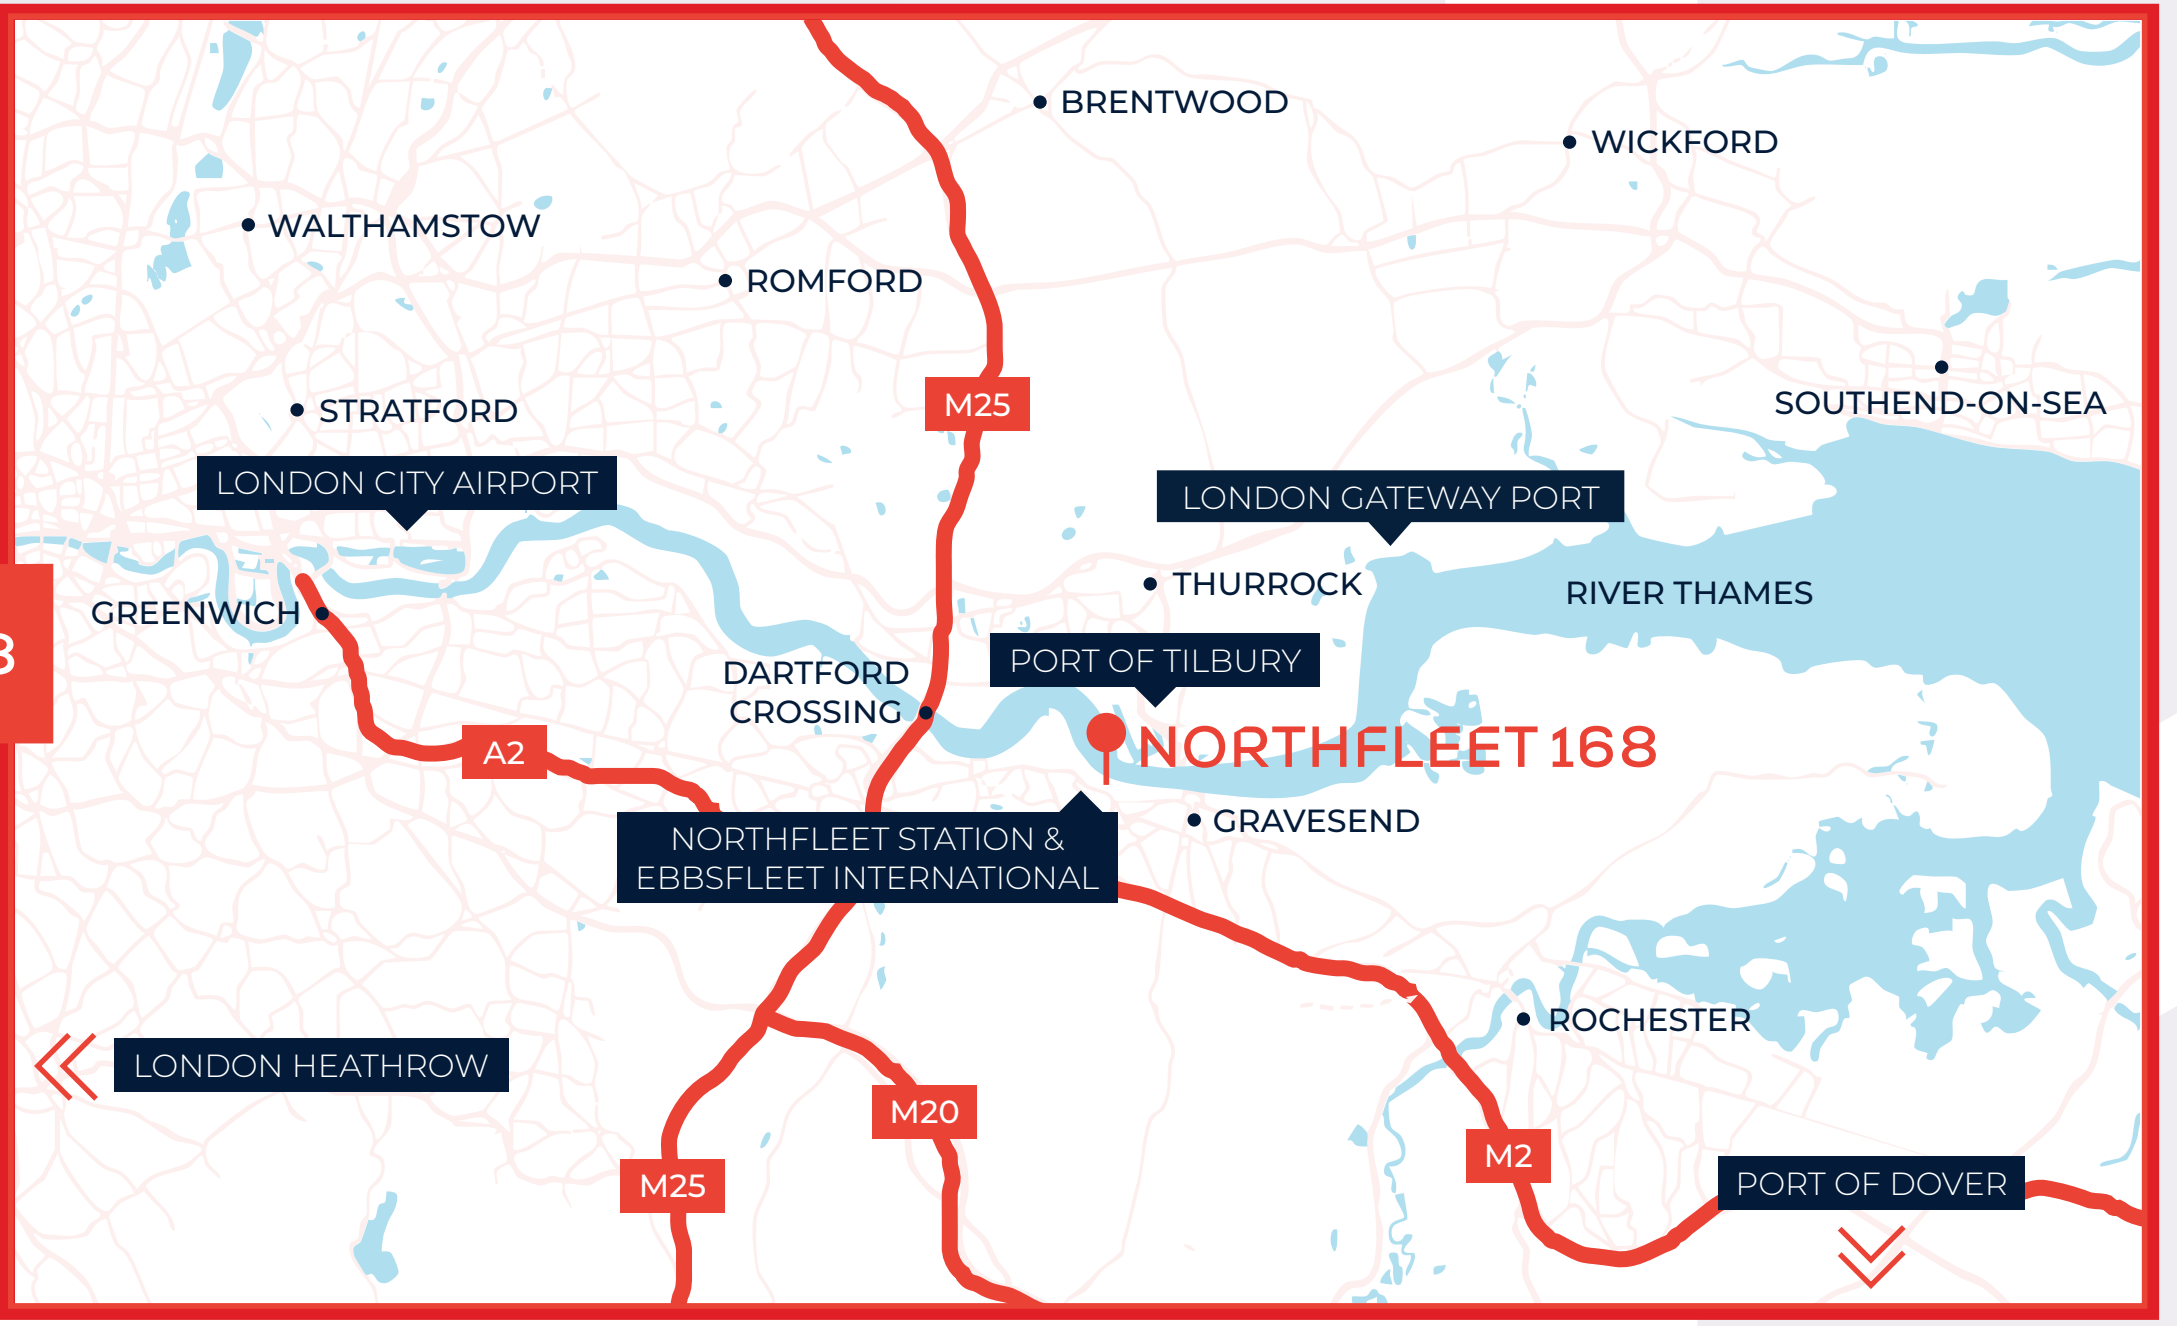 BRENTWOOD
WICKFORD
WALTHAMSTOW
ROMFORD
SOUTHEND-ON-SEA
STRATFORD
M25
LONDON CITY AIRPORT
LONDON GATEWAY PORT
THURROCK
RIVER THAMES
GREENWICH
8
PORT OF TILBURY
DARTFORD
CROSSING
A2
NORTHFLEET 168
GRAVESEND
NORTHFLEET STATION &
EBBSFLEET INTERNATIONAL
ROCHESTER
LONDON HEATHROW
M20
M2
M25
PORT OF DOVER